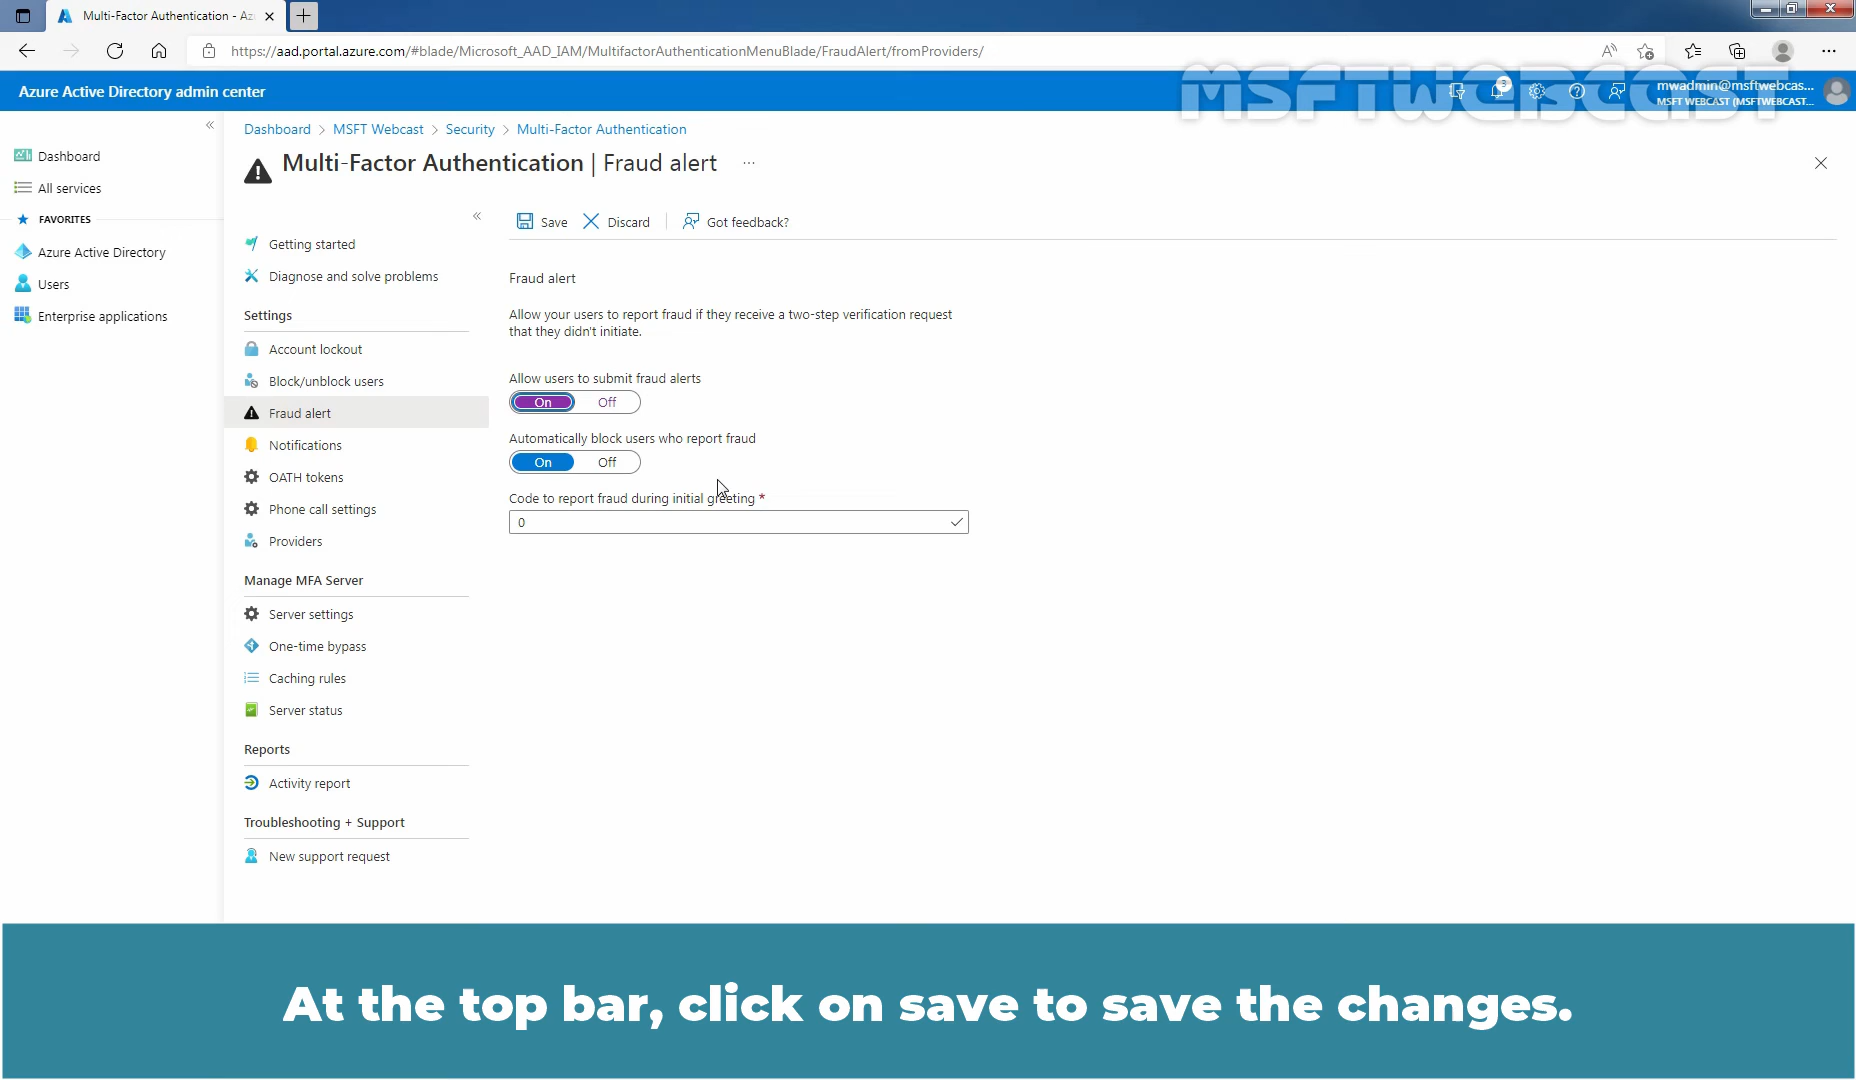 Multi-Factor Authentication - Az
https://aad.portal.azure.com/#blade/Microsoft_AAD_IAM/MultifactorAuthenticationMenuBlade/FraudAlert/fromProviders/
Azure Active Directory admin center
MSFTWEBCAST
3
mwadmin@msftwebcas...
MSFT WEBCAST (MSFTWEBCAST....
Dashboard > MSFT Webcast > Security > Multi-Factor Authentication
Multi-Factor Authentication | Fraud alert ...
Dashboard
All services
FAVORITES
Azure Active Directory
Users
Enterprise applications
Getting started
Diagnose and solve problems
Settings
Account lockout
Block/unblock users
Fraud alert
Notifications
OATH tokens
Phone call settings
Providers
Manage MFA Server
Server settings
One-time bypass
Caching rules
Server status
Reports
Activity report
Troubleshooting + Support
New support request
Save Discard Got feedback?
Fraud alert
Allow your users to report fraud if they receive a two-step verification request
that they didn't initiate.
Allow users to submit fraud alerts
On Off
Automatically block users who report fraud
On Off
Code to report fraud during initial greeting *
0
At the top bar, click on save to save the changes.